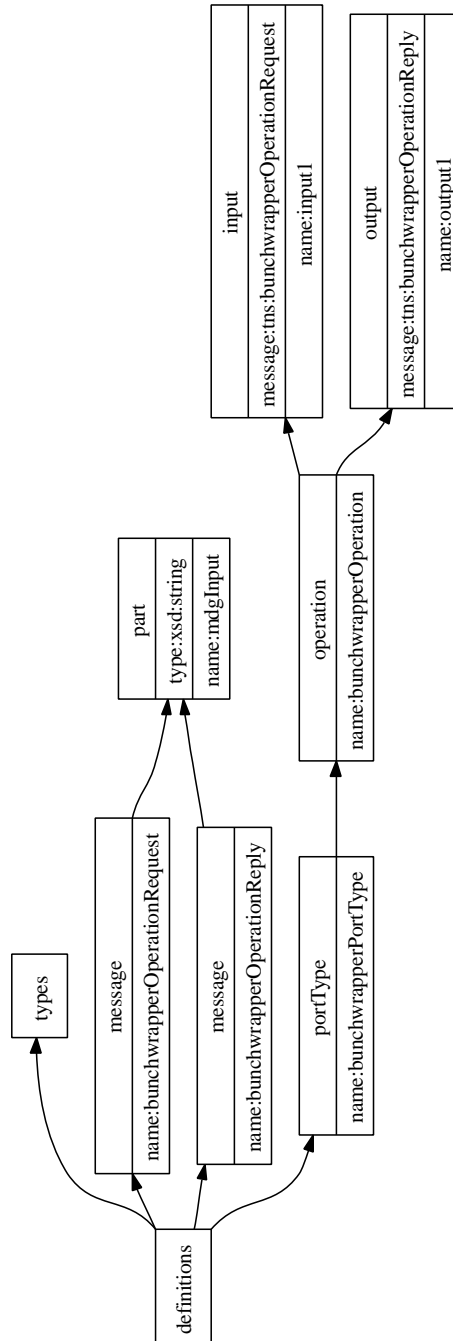 definitions
types
message
name:bunchwrapperOperationRequest
message
name:bunchwrapperOperationReply
portType
name:bunchwrapperPortType
part
type:xsd:string
name:mdgInput
operation
name:bunchwrapperOperation
input
message:tns:bunchwrapperOperationRequest
name:input1
output
message:tns:bunchwrapperOperationReply
name:output1